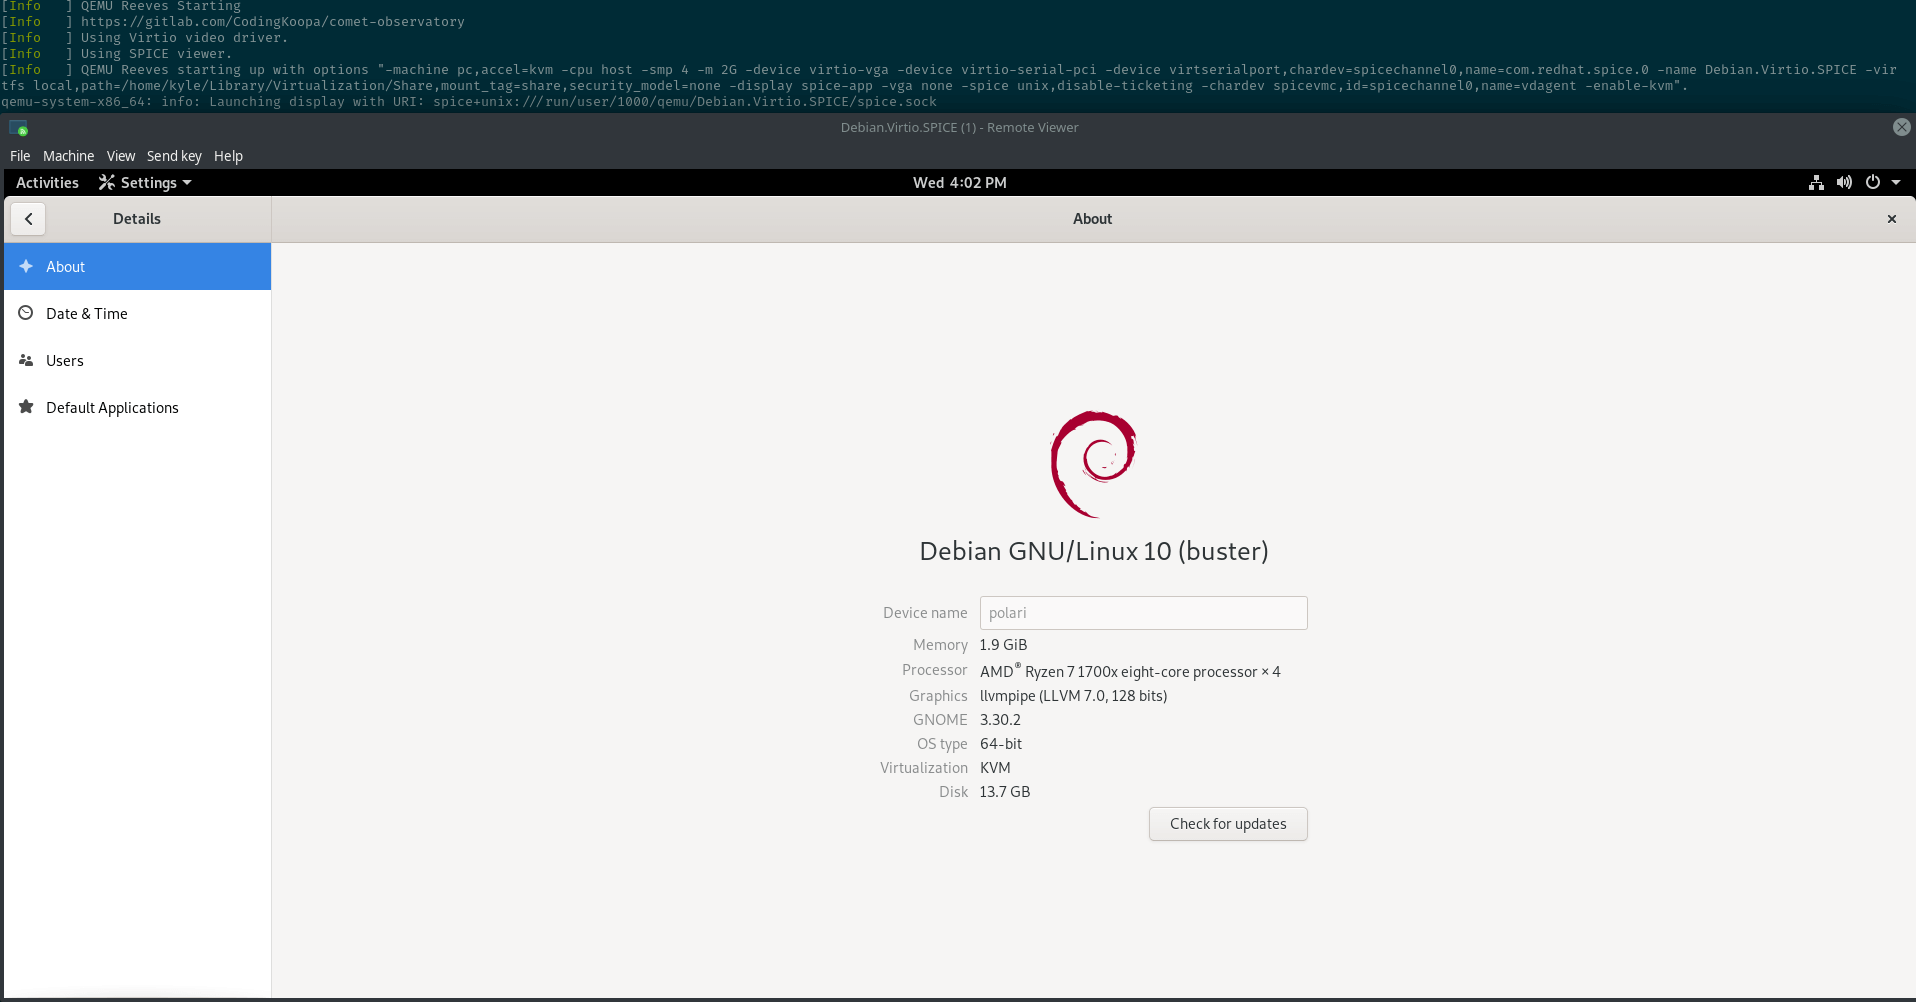 [Info   ] QEMU Reeves Starting
[Info   ] https://gitlab.com/CodingKoopa/comet-observatory
[Info   ] Using Virtio video driver.
[Info   ] Using SPICE viewer.
[Info   ] QEMU Reeves starting up with options "-machine pc,accel=kvm -cpu host -smp 4 -m 2G -device virtio-vga -device virtio-serial-pci -device virtserialport,chardev=spicechannel0,name=com.redhat.spice.0 -name Debian.Virtio.SPICE -vir
tfs local,path=/home/kyle/Library/Virtualization/Share,mount_tag=share,security_model=none -display spice-app -vga none -spice unix,disable-ticketing -chardev spicevmc,id=spicechannel0,name=vdagent -enable-kvm".
qemu-system-x86_64: info: Launching display with URI: spice+unix:///run/user/1000/qemu/Debian.Virtio.SPICE/spice.sock
Debian.Virtio.SPICE (1) - Remote Viewer
File Machine View Send key Help
Activities Settings Wed 4:02 PM
Details About
About
Date & Time
Users
Default Applications
Debian GNU/Linux 10 (buster)
Device name polari
Memory 1.9 GiB
Processor AMD® Ryzen 7 1700x eight-core processor × 4
Graphics llvmpipe (LLVM 7.0, 128 bits)
GNOME 3.30.2
OS type 64-bit
Virtualization KVM
Disk 13.7 GB
Check for updates